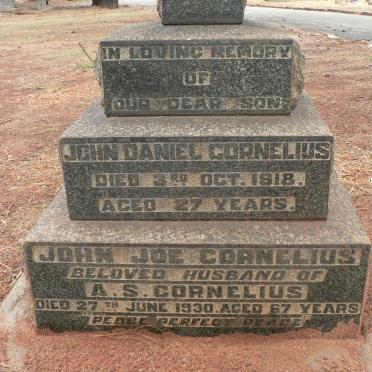 IN LOVING MEMORY
OF
OUR DEAR SON
JOHN DANIEL CORNELIUS
DIED 3RD OCT. 1918.
AGED 27 YEARS.
JOHN JOE CORNELIUS
BELOVED HUSBAND OF
A. S. CORNELIUS
DIED 27TH JUNE 1930 AGED 67 YEARS
PEACE PERFECT PEACE